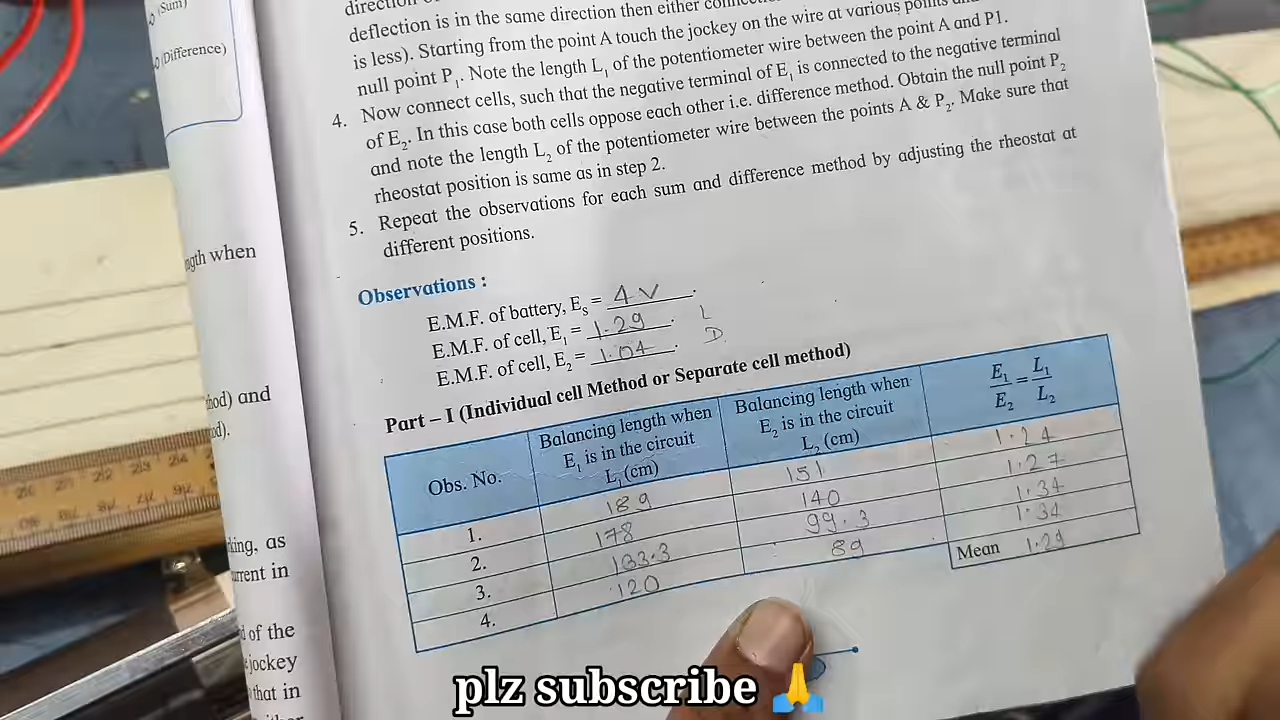 (Sum)
(Difference)
ngth when
hod) and
od).
king, as
urrent in
d of the
e jockey
that in
direction
deflection is in the same direction then either
is less). Starting from the point A touch the jockey on the wire at various points
null point P1. Note the length L1 of the potentiometer wire between the point A and P1.
4. Now connect cells, such that the negative terminal of E1 is connected to the negative terminal
of E2. In this case both cells oppose each other i.e. difference method. Obtain the null point P2
and note the length L2 of the potentiometer wire between the points A & P2. Make sure that
rheostat position is same as in step 2.
5. Repeat the observations for each sum and difference method by adjusting the rheostat at
different positions.
Observations :
E.M.F. of battery, ES = 4 V.
E.M.F. of cell, E1 = 1.29. L
E.M.F. of cell, E2 = 1.04. D
Part – I (Individual cell Method or Separate cell method)
Obs. No.
Balancing length when
E1 is in the circuit
L1 (cm)
Balancing length when
E2 is in the circuit
L2 (cm)
E1/E2 = L1/L2
1. 189 151 1.24
2. 178 140 1.27
3. 133.3 99.3 1.34
4. 120 89 1.34
Mean 1.29
plz subscribe 🙏